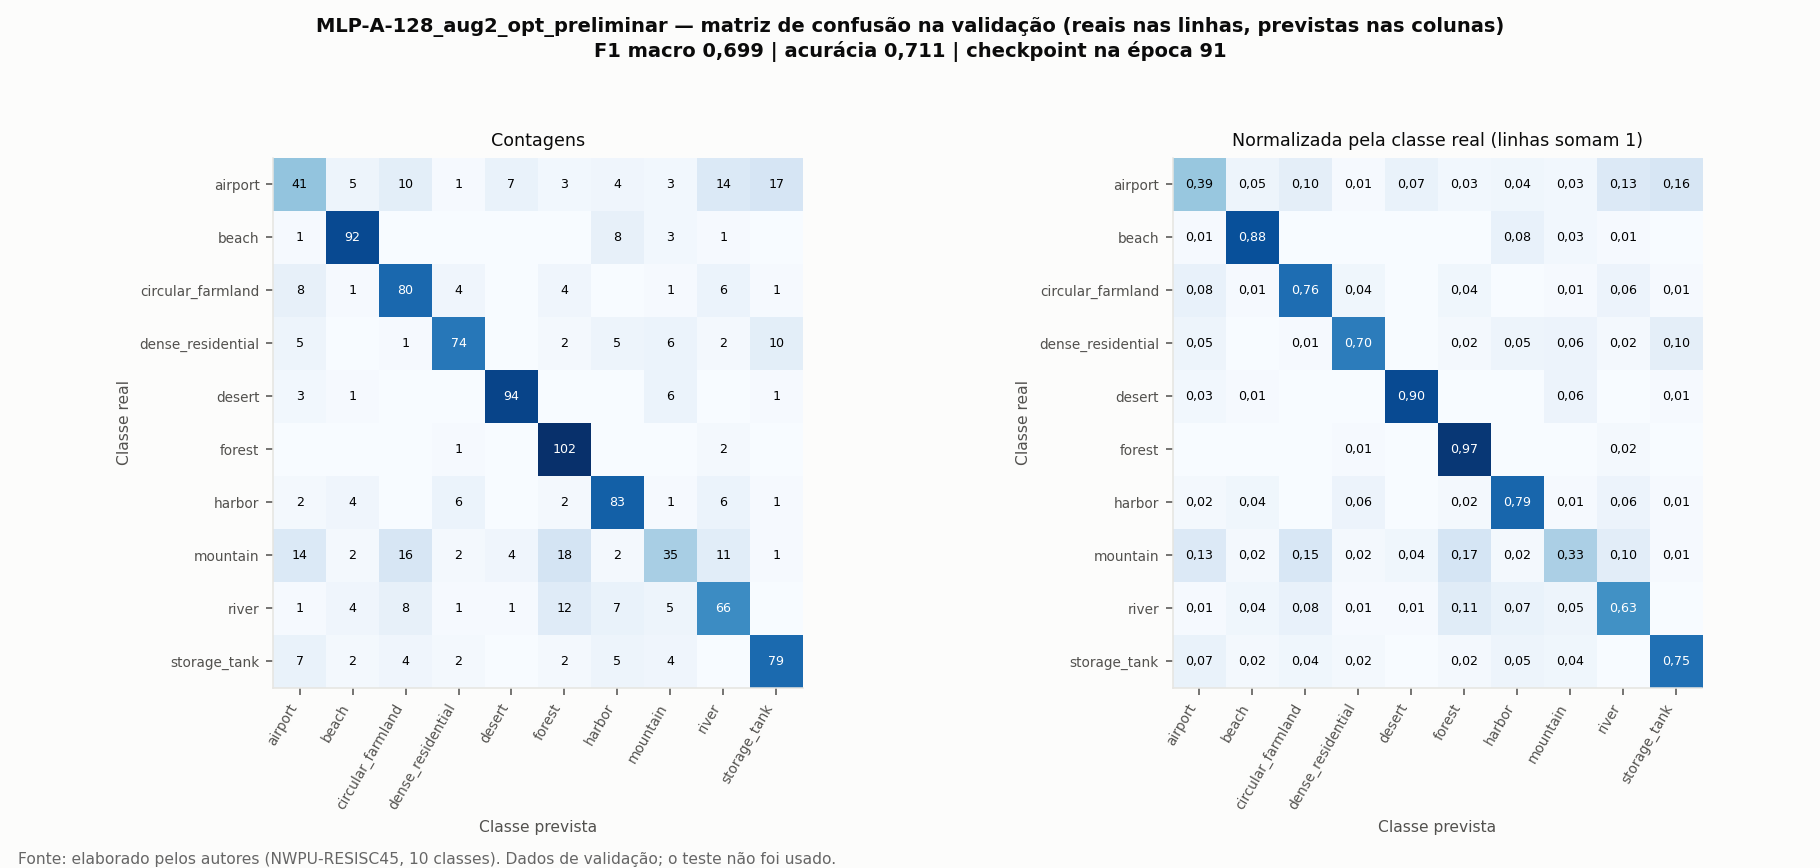 MLP-A-128_aug2_opt_preliminar — matriz de confusão na validação (reais nas linhas, previstas nas colunas)
F1 macro 0,699 | acurácia 0,711 | checkpoint na época 91
Contagens
Classe real
airport 41 5 10 1 7 3 4 3 14 17
beach 1 92 8 3 1
circular_farmland 8 1 80 4 4 1 6 1
dense_residential 5 1 74 2 5 6 2 10
desert 3 1 94 6 1
forest 1 102 2
harbor 2 4 6 2 83 1 6 1
mountain 14 2 16 2 4 18 2 35 11 1
river 1 4 8 1 1 12 7 5 66
storage_tank 7 2 4 2 2 5 4 79
airport beach circular_farmland dense_residential desert forest harbor mountain river storage_tank
Classe prevista
Normalizada pela classe real (linhas somam 1)
Classe real
airport 0,39 0,05 0,10 0,01 0,07 0,03 0,04 0,03 0,13 0,16
beach 0,01 0,88 0,08 0,03 0,01
circular_farmland 0,08 0,01 0,76 0,04 0,04 0,01 0,06 0,01
dense_residential 0,05 0,01 0,70 0,02 0,05 0,06 0,02 0,10
desert 0,03 0,01 0,90 0,06 0,01
forest 0,01 0,97 0,02
harbor 0,02 0,04 0,06 0,02 0,79 0,01 0,06 0,01
mountain 0,13 0,02 0,15 0,02 0,04 0,17 0,02 0,33 0,10 0,01
river 0,01 0,04 0,08 0,01 0,01 0,11 0,07 0,05 0,63
storage_tank 0,07 0,02 0,04 0,02 0,02 0,05 0,04 0,75
airport beach circular_farmland dense_residential desert forest harbor mountain river storage_tank
Classe prevista
Fonte: elaborado pelos autores (NWPU-RESISC45, 10 classes). Dados de validação; o teste não foi usado.